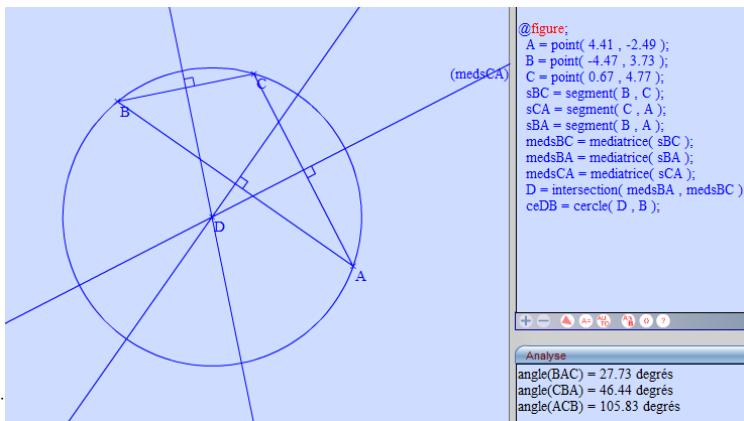 (medsCA)
C
B
D
A
@figure;
A = point( 4.41 , -2.49 );
B = point( -4.47 , 3.73 );
C = point( 0.67 , 4.77 );
sBC = segment( B , C );
sCA = segment( C , A );
sBA = segment( B , A );
medsBC = mediatrice( sBC );
medsBA = mediatrice( sBA );
medsCA = mediatrice( sCA );
D = intersection( medsBA , medsBC )
ceDB = cercle( D , B );
Analyse
angle(BAC) = 27.73 degrés
angle(CBA) = 46.44 degrés
angle(ACB) = 105.83 degrés